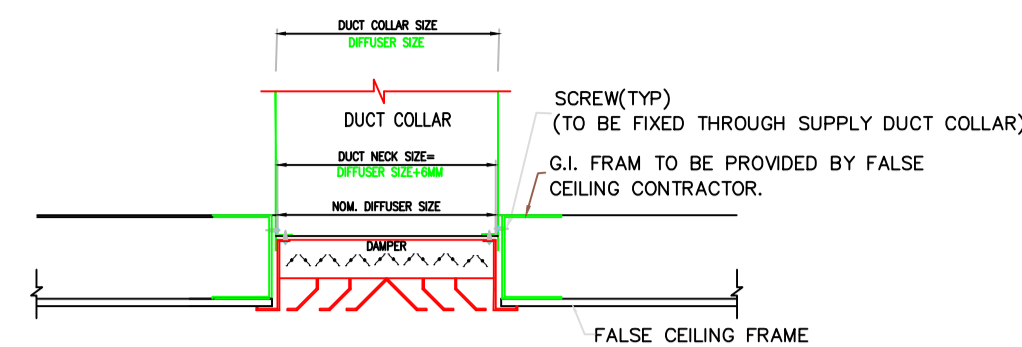 DUCT COLLAR SIZE
DIFFUSER SIZE
DUCT COLLAR
SCREW(TYP)
(TO BE FIXED THROUGH SUPPLY DUCT COLLAR)
DUCT NECK SIZE=
DIFFUSER SIZE+6MM
G.I. FRAM TO BE PROVIDED BY FALSE
CEILING CONTRACTOR.
NOM. DIFFUSER SIZE
DAMPER
FALSE CEILING FRAME